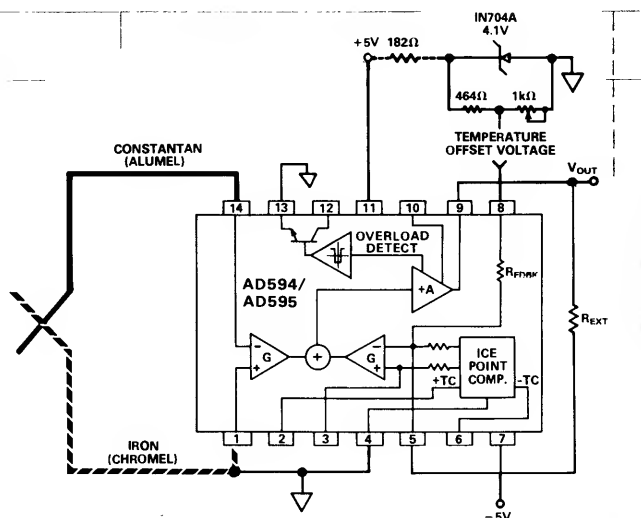 IN704A
4.1V
+5V
182Ω
464Ω
1kΩ
TEMPERATURE
OFFSET VOLTAGE
CONSTANTAN
(ALUMEL)
VOUT
14
13
12
11
10
9
8
OVERLOAD
DETECT
AD594/
AD595
+A
RFDBK
REXT
G
G
ICE
POINT
COMP.
+TC
-TC
1
2
3
4
5
6
7
IRON
(CHROMEL)
-5V